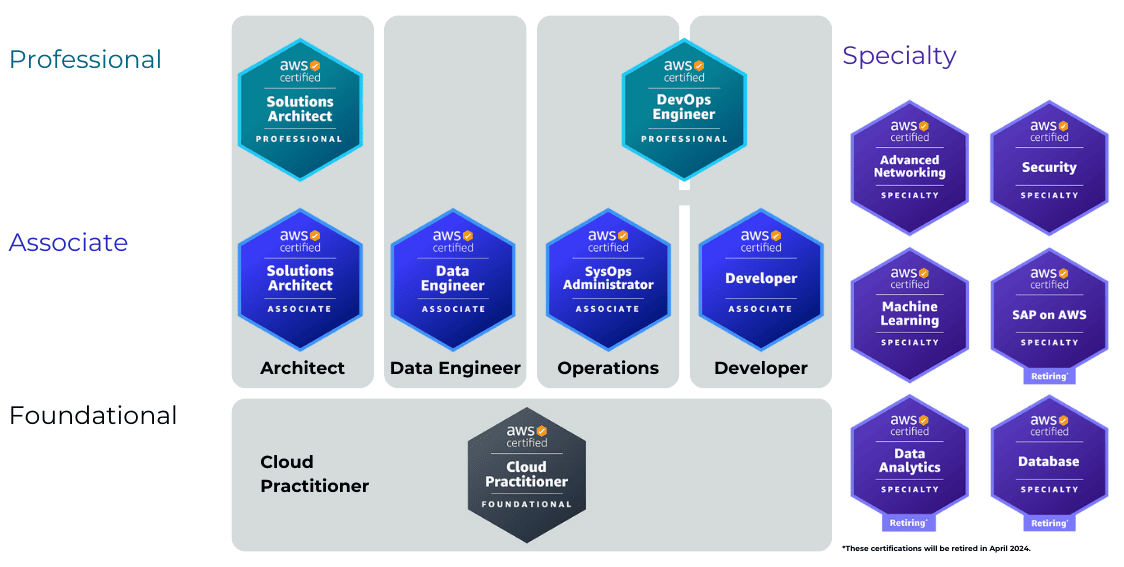 Professional
aws
certified
Solutions
Architect
PROFESSIONAL
aws
certified
DevOps
Engineer
PROFESSIONAL
Associate
aws
certified
Solutions
Architect
ASSOCIATE
aws
certified
Data
Engineer
ASSOCIATE
aws
certified
SysOps
Administrator
ASSOCIATE
aws
certified
Developer
ASSOCIATE
Architect
Data Engineer
Operations
Developer
Foundational
Cloud
Practitioner
aws
certified
Cloud
Practitioner
FOUNDATIONAL
Specialty
aws
certified
Advanced
Networking
SPECIALTY
aws
certified
Security
SPECIALTY
aws
certified
Machine
Learning
SPECIALTY
aws
certified
SAP on AWS
SPECIALTY
Retiring*
aws
certified
Data
Analytics
SPECIALTY
Retiring*
aws
certified
Database
SPECIALTY
Retiring*
*These certifications will be retired in April 2024.